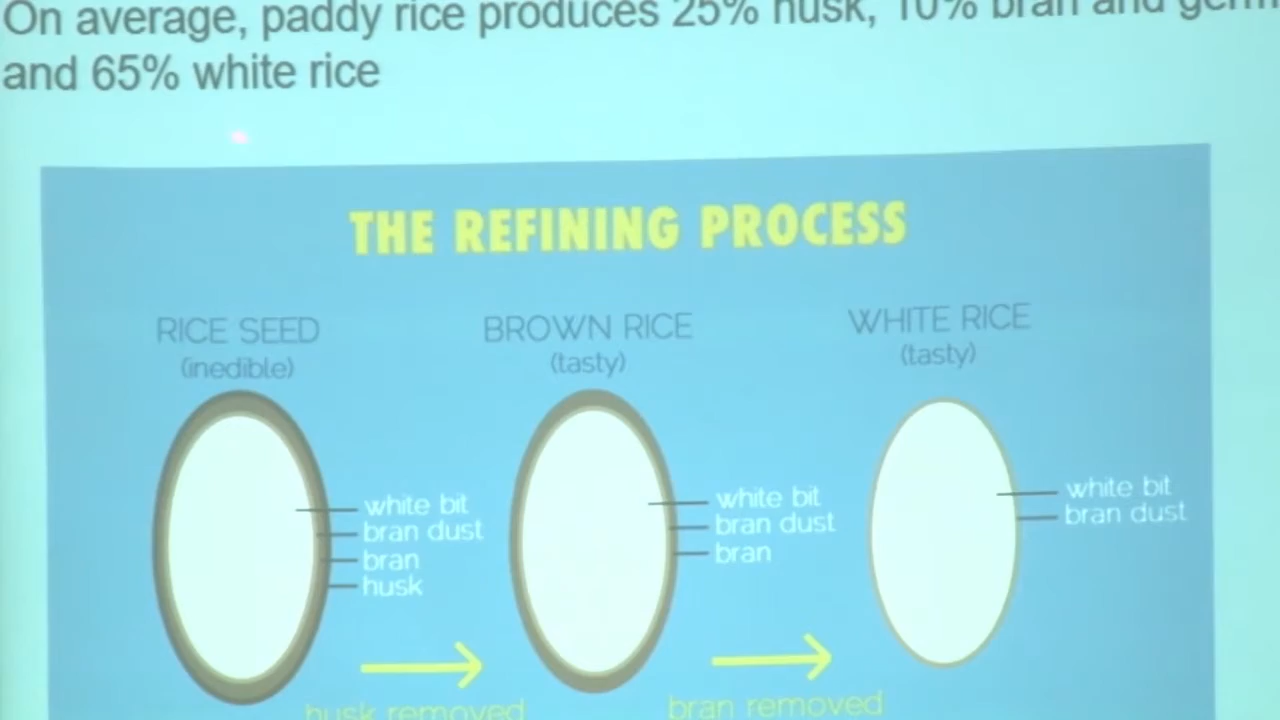 On average, paddy rice produces 25% husk, 10% bran and
and 65% white rice
THE REFINING PROCESS
RICE SEED
(inedible)
BROWN RICE
(tasty)
WHITE RICE
(tasty)
white bit
bran dust
bran
husk
white bit
bran dust
bran
white bit
bran dust
husk removed
bran removed